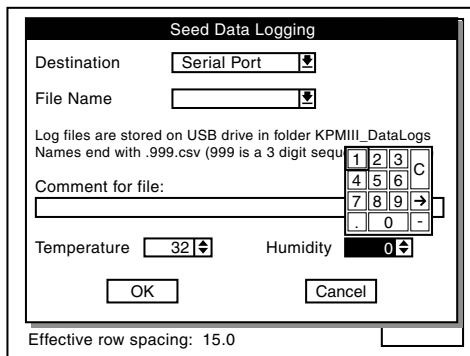 Seed Data Logging
Destination Serial Port
File Name
Log files are stored on USB drive in folder KPMIII_DataLogs
Names end with .999.csv (999 is a 3 digit sequ
1 2 3 C
4 5 6
7 8 9 →
. 0 -
Comment for file:
Temperature 32 Humidity 0
OK Cancel
Effective row spacing: 15.0